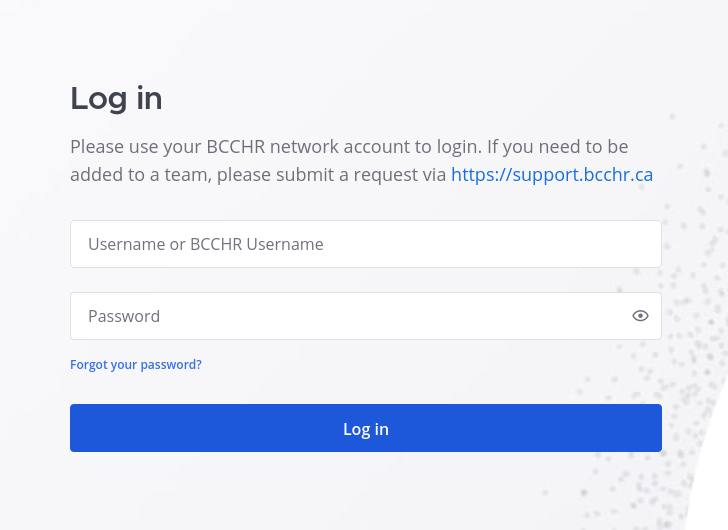 Log in
Please use your BCCHR network account to login. If you need to be
added to a team, please submit a request via https://support.bcchr.ca
Username or BCCHR Username
Password
Forgot your password?
Log in